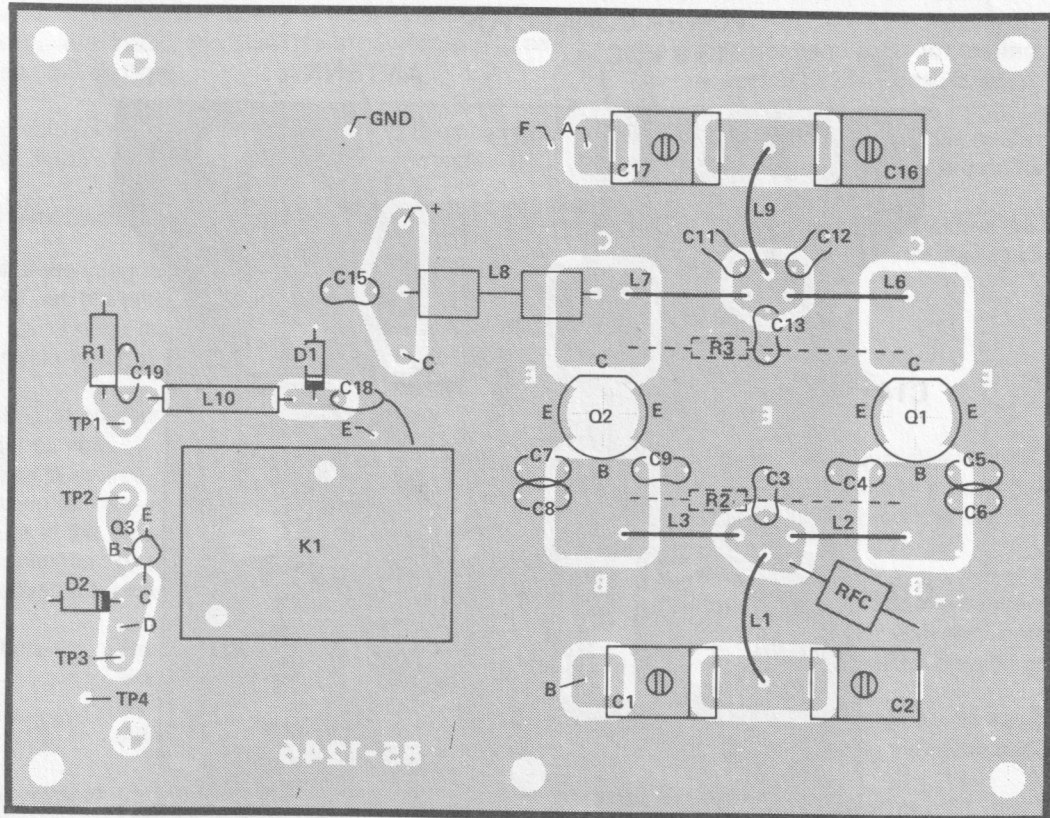 GND
F A
C17
C16
+
L9
C
C11
C12
C
C15
L8
L7
L6
C13
R1
D1
R3
C19
C
C
C
E
E
L10
C18
TP1
E
E
Q2
E
E
E
Q1
E
C7
C9
B
C3
C4
B
C5
TP2
C8
R2
C6
E
Q3
B
K1
L3
L2
D2
C
B
B
RFC
D
L1
TP3
B
TP4
C1
C2
85-1246